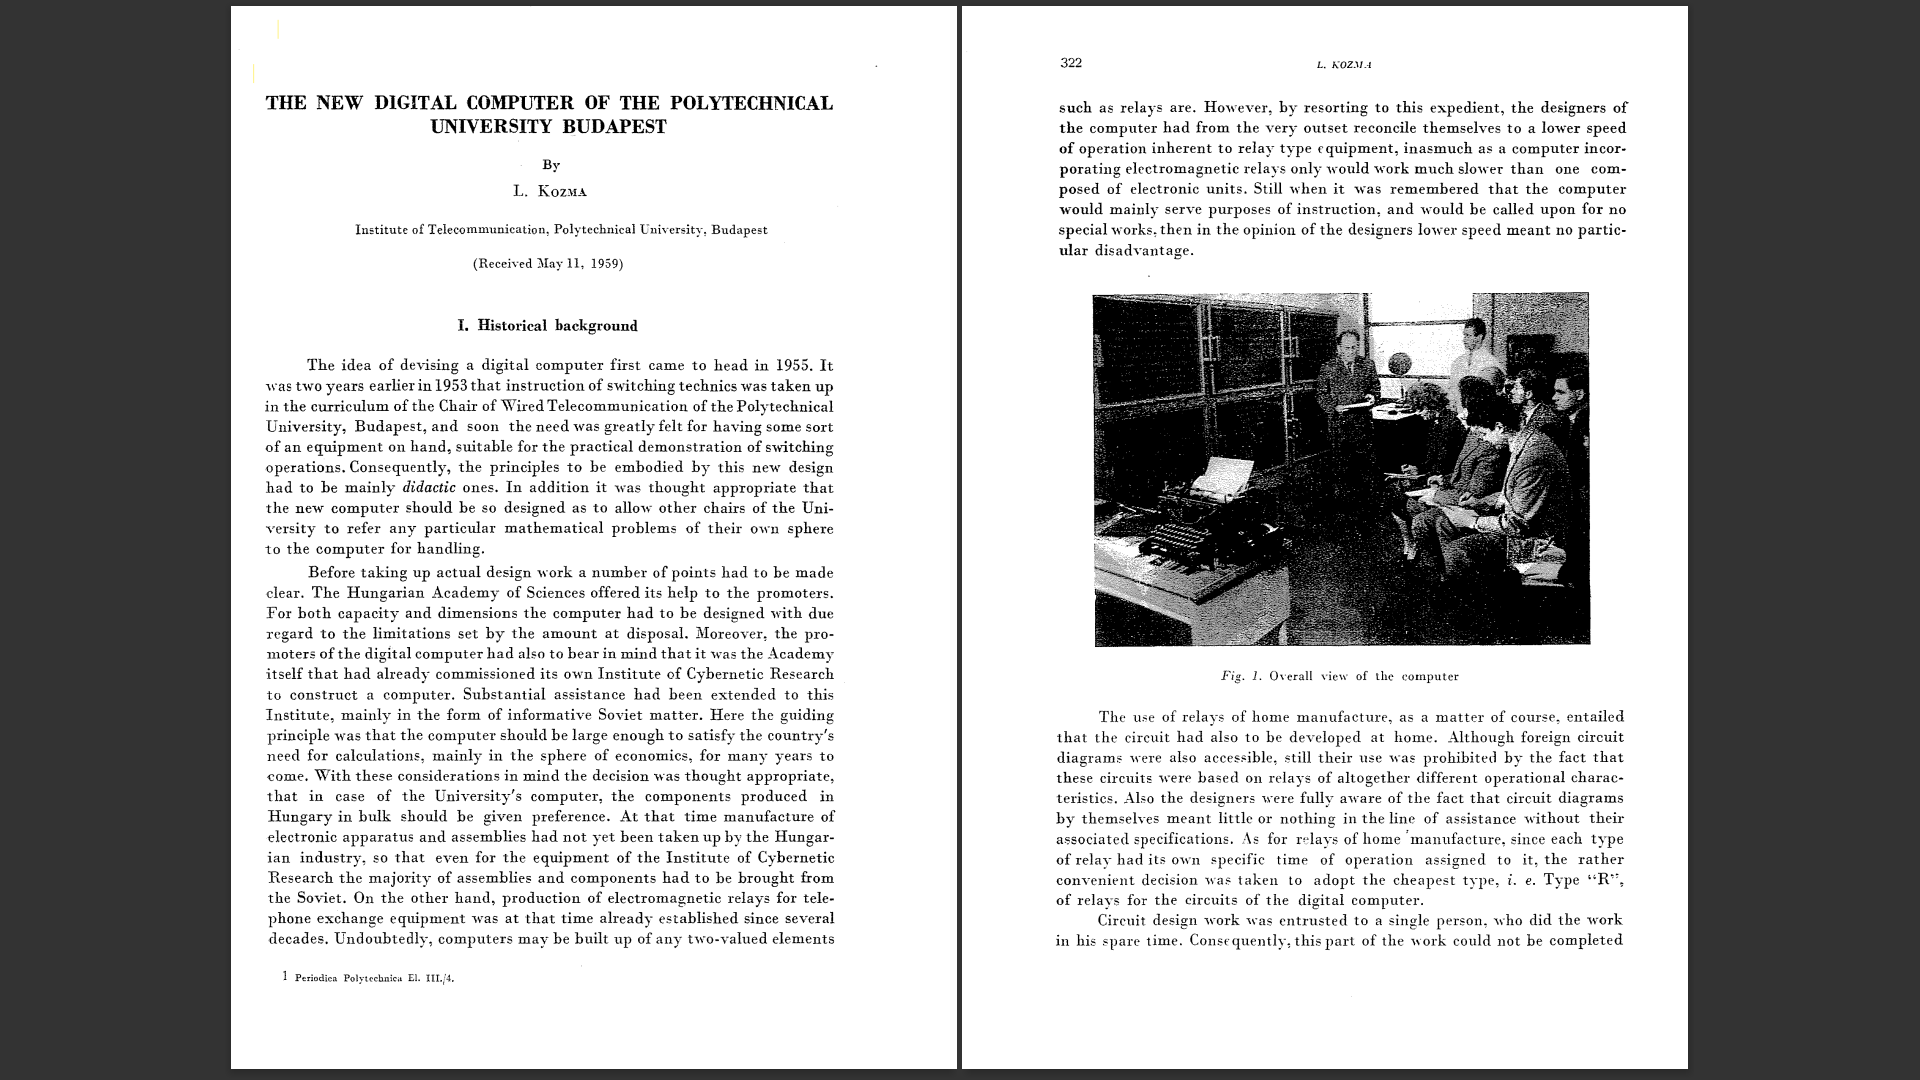 THE NEW DIGITAL COMPUTER OF THE POLYTECHNICAL
UNIVERSITY BUDAPEST
By
L. KOZMA
Institute of Telecommunication, Polytechnical University, Budapest
(Received May 11, 1959)
I. Historical background
The idea of devising a digital computer first came to head in 1955. It
was two years earlier in 1953 that instruction of switching technics was taken up
in the curriculum of the Chair of Wired Telecommunication of the Polytechnical
University, Budapest, and soon the need was greatly felt for having some sort
of an equipment on hand, suitable for the practical demonstration of switching
operations. Consequently, the principles to be embodied by this new design
had to be mainly didactic ones. In addition it was thought appropriate that
the new computer should be so designed as to allow other chairs of the Uni-
versity to refer any particular mathematical problems of their own sphere
to the computer for handling.
Before taking up actual design work a number of points had to be made
clear. The Hungarian Academy of Sciences offered its help to the promoters.
For both capacity and dimensions the computer had to be designed with due
regard to the limitations set by the amount at disposal. Moreover, the pro-
moters of the digital computer had also to bear in mind that it was the Academy
itself that had already commissioned its own Institute of Cybernetic Research
to construct a computer. Substantial assistance had been extended to this
Institute, mainly in the form of informative Soviet matter. Here the guiding
principle was that the computer should be large enough to satisfy the country's
need for calculations, mainly in the sphere of economics, for many years to
come. With these considerations in mind the decision was thought appropriate,
that in case of the University's computer, the components produced in
Hungary in bulk should be given preference. At that time manufacture of
electronic apparatus and assemblies had not yet been taken up by the Hungar-
ian industry, so that even for the equipment of the Institute of Cybernetic
Research the majority of assemblies and components had to be brought from
the Soviet. On the other hand, production of electromagnetic relays for tele-
phone exchange equipment was at that time already established since several
decades. Undoubtedly, computers may be built up of any two-valued elements
1 Periodica Polytechnica El. III./4.
322
L. KOZMA
such as relays are. However, by resorting to this expedient, the designers of
the computer had from the very outset reconcile themselves to a lower speed
of operation inherent to relay type equipment, inasmuch as a computer incor-
porating electromagnetic relays only would work much slower than one com-
posed of electronic units. Still when it was remembered that the computer
would mainly serve purposes of instruction, and would be called upon for no
special works, then in the opinion of the designers lower speed meant no partic-
ular disadvantage.
Fig. 1. Overall view of the computer
The use of relays of home manufacture, as a matter of course, entailed
that the circuit had also to be developed at home. Although foreign circuit
diagrams were also accessible, still their use was prohibited by the fact that
these circuits were based on relays of altogether different operational charac-
teristics. Also the designers were fully aware of the fact that circuit diagrams
by themselves meant little or nothing in the line of assistance without their
associated specifications. As for relays of home manufacture, since each type
of relay had its own specific time of operation assigned to it, the rather
convenient decision was taken to adopt the cheapest type, i. e. Type “R”,
of relays for the circuits of the digital computer.
Circuit design work was entrusted to a single person, who did the work
in his spare time. Consequently, this part of the work could not be completed